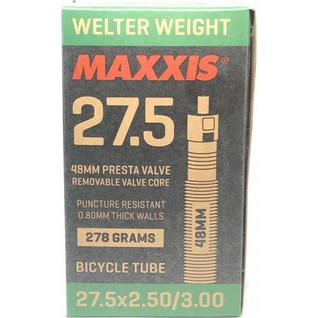 WELTER WEIGHT
MAXXIS®
27.5
48MM PRESTA VALVE
REMOVABLE VALVE CORE
PUNCTURE RESISTANT
0.80MM THICK WALLS
278 GRAMS
48MM
BICYCLE TUBE
27.5x2.50/3.00